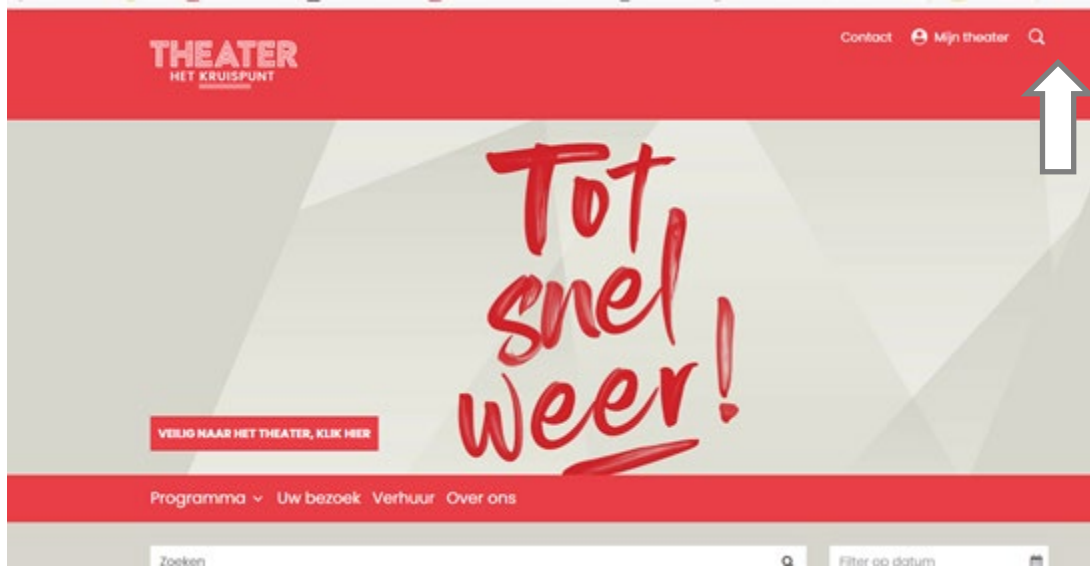 THEATER
HET KRUISPUNT
Contact Mijn theater
Tot
snel
weer!
VEILIG NAAR HET THEATER, KLIK HIER
Programma Uw bezoek Verhuur Over ons
Zoeken Filter op datum